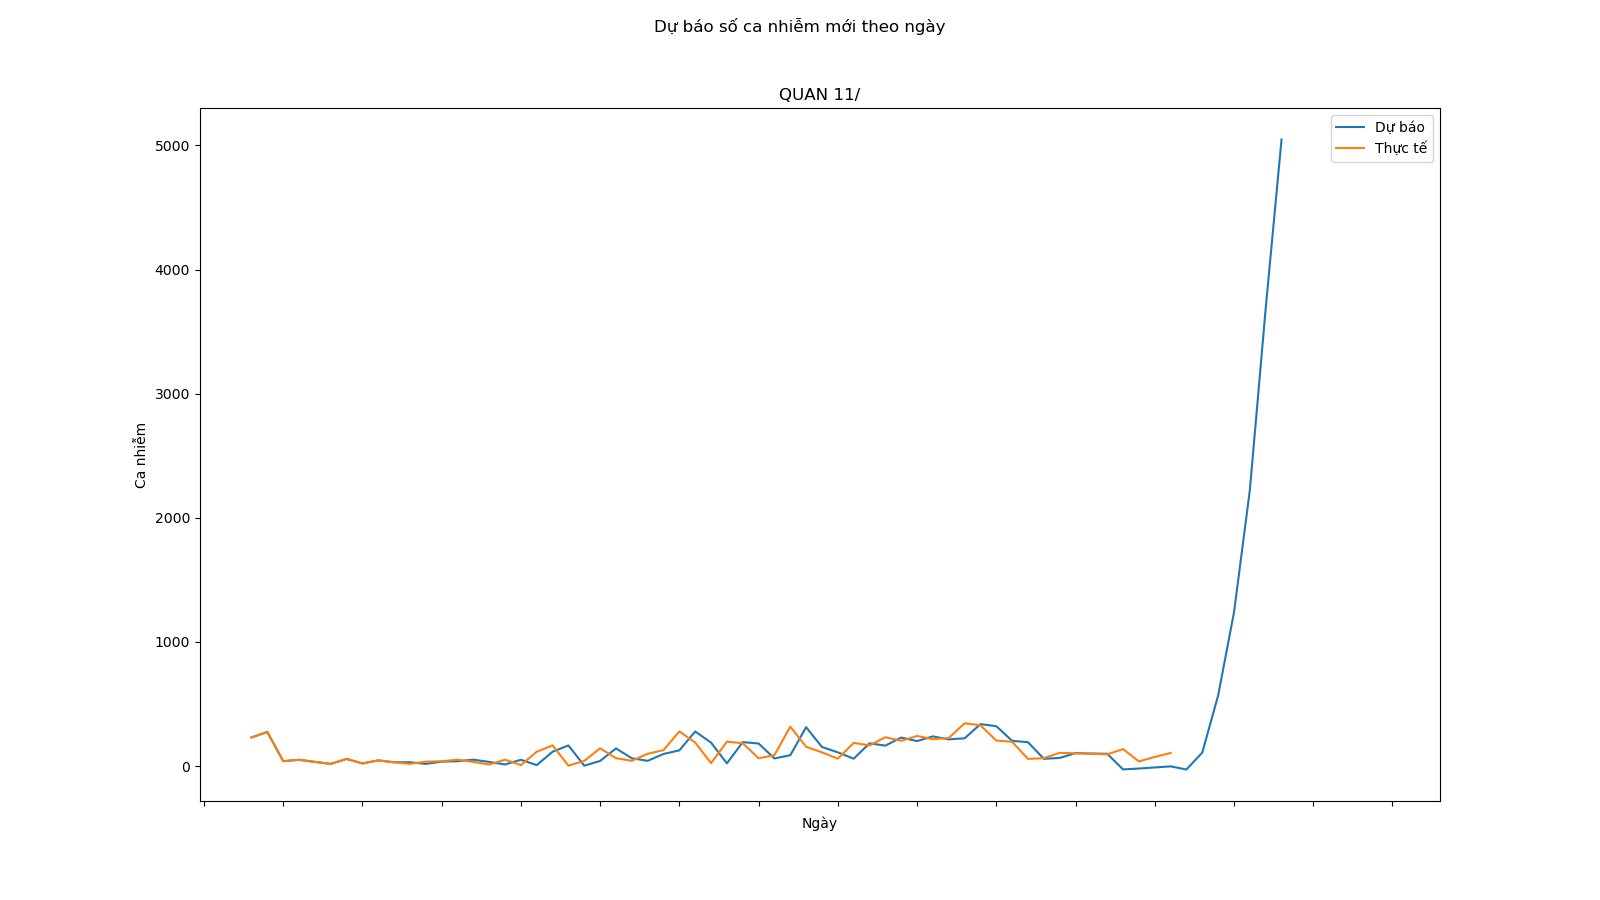 Dự báo số ca nhiễm mới theo ngày
QUAN 11/
Dự báo
Thực tế
5000
4000
3000
2000
1000
0
Ca nhiễm
Ngày